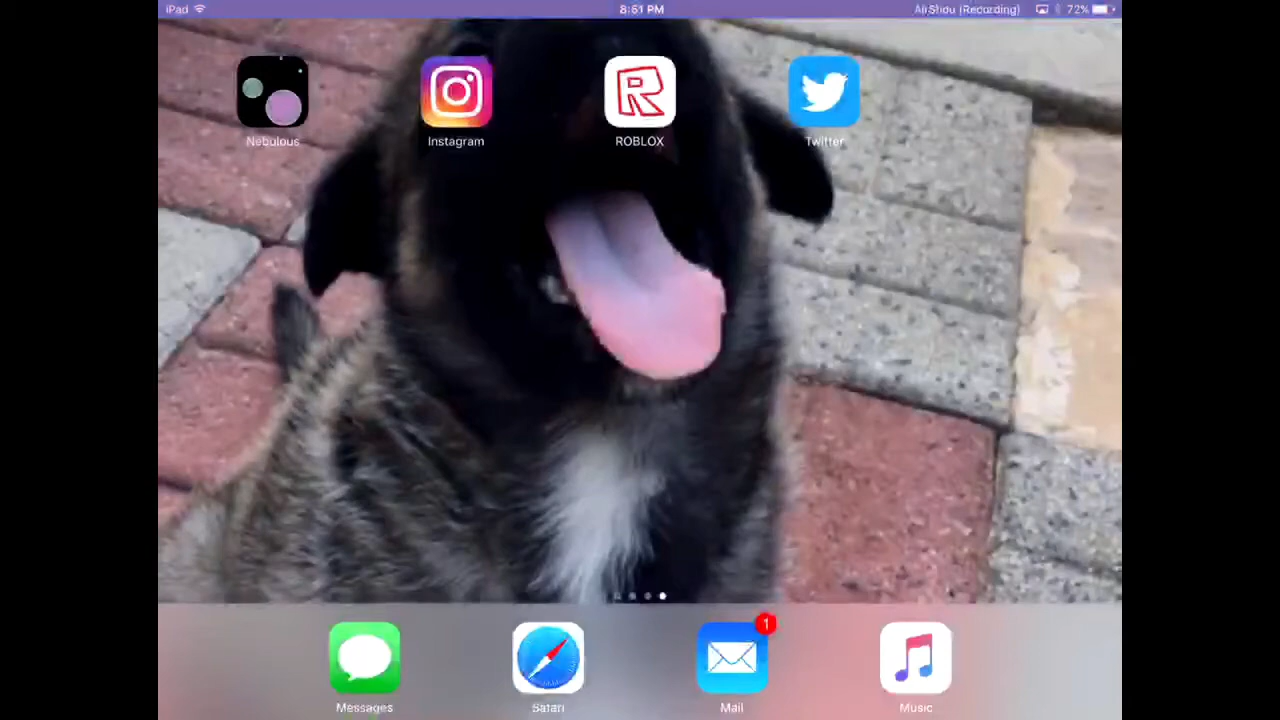 iPad
8:51 PM
AirShou (Recording)
72%
Nebulous
Instagram
ROBLOX
Twitter
1
Messages
Safari
Mail
Music